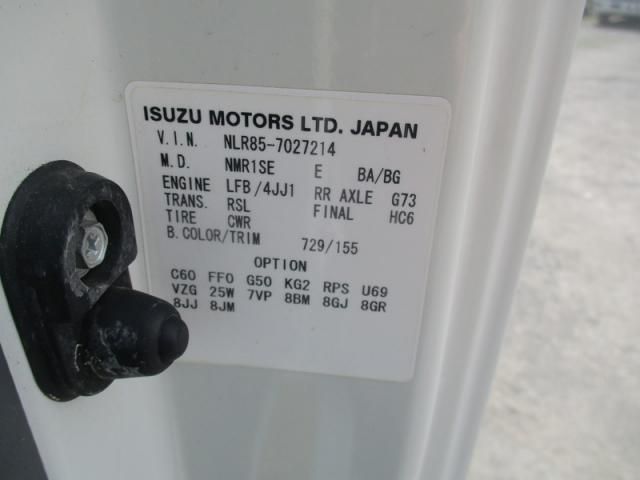 ISUZU MOTORS LTD. JAPAN
V.I.N. NLR85-7027214
M.D. NMR1SE E BA/BG
ENGINE LFB/4JJ1 RR AXLE G73
TRANS. RSL FINAL HC6
TIRE CWR
B.COLOR/TRIM 729/155
OPTION
C60 FF0 G50 KG2 RPS U69
VZG 25W 7VP 8BM 8GJ 8GR
8JJ 8JM